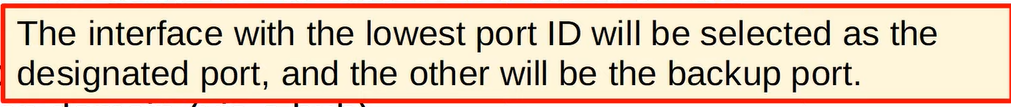 The interface with the lowest port ID will be selected as the
designated port, and the other will be the backup port.